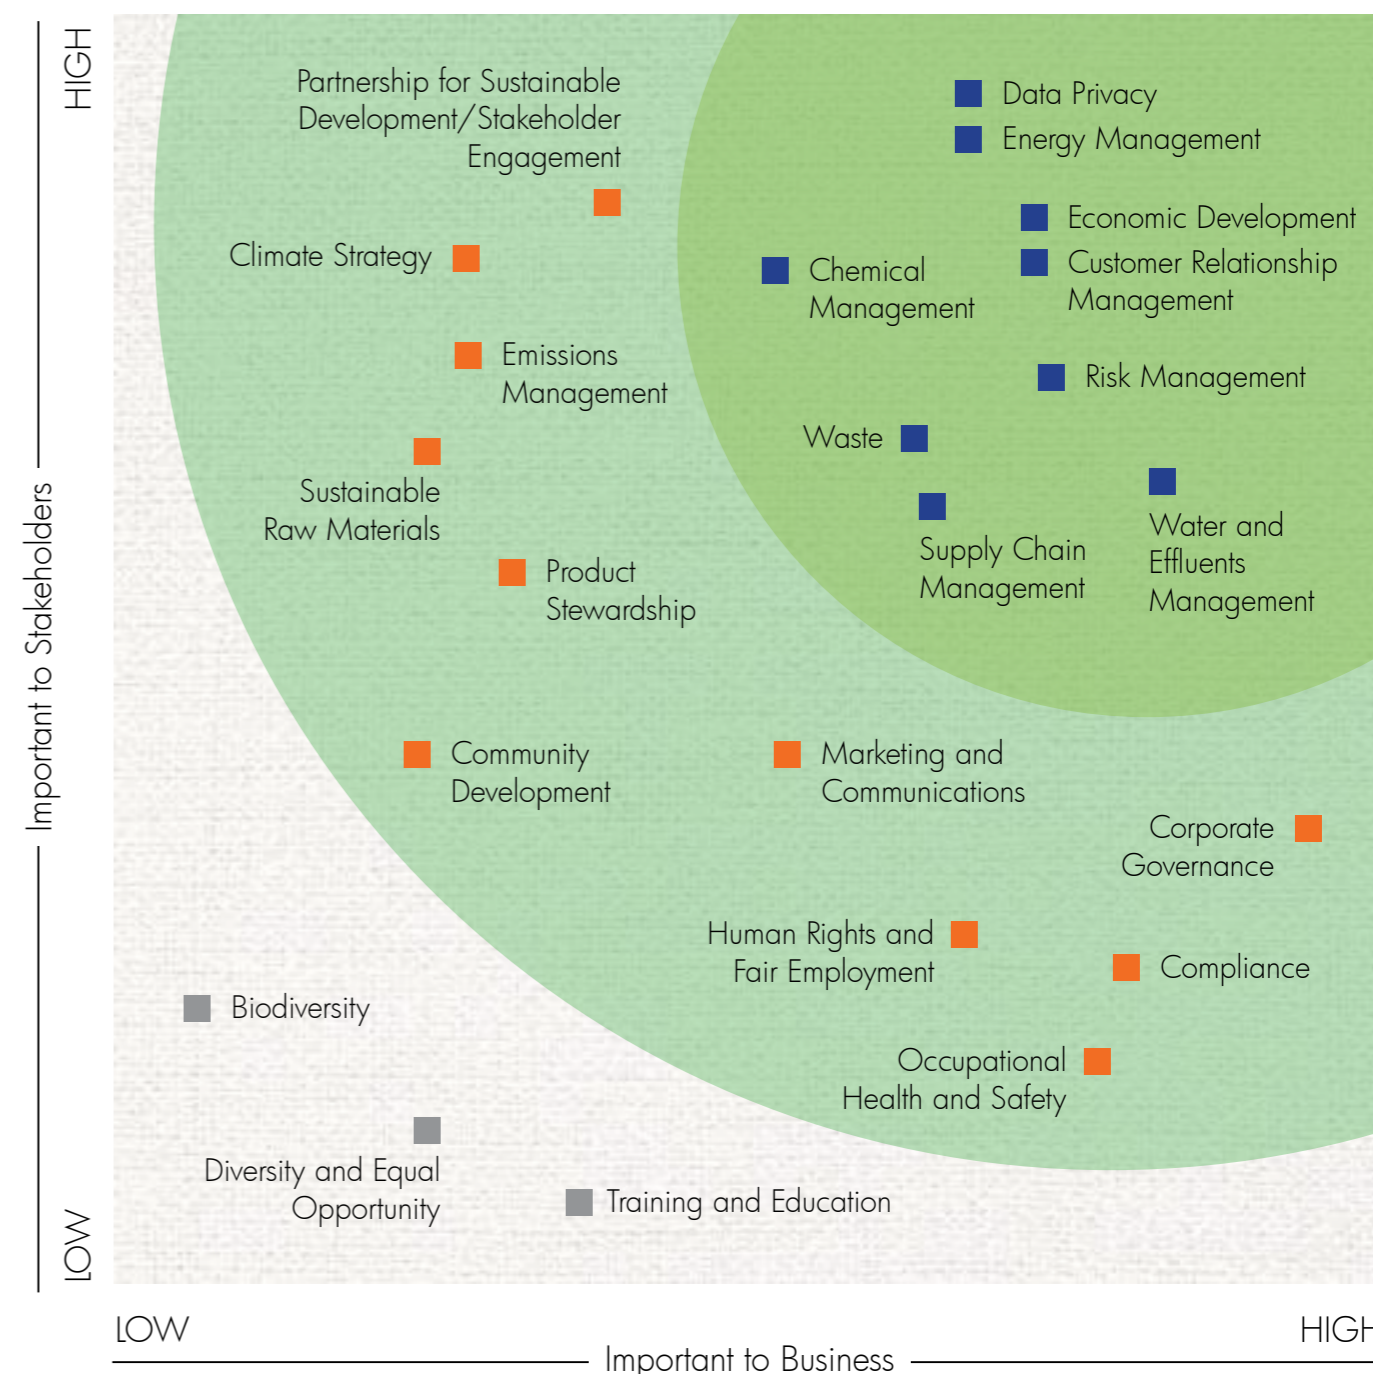 HIGH
Partnership for Sustainable
Development/Stakeholder
Engagement
Data Privacy
Energy Management
Economic Development
Customer Relationship
Management
Climate Strategy
Chemical
Management
Emissions
Management
Risk Management
Waste
Sustainable
Raw Materials
Supply Chain
Management
Water and
Effluents
Management
Product
Stewardship
Important to Stakeholders
Community
Development
Marketing and
Communications
Corporate
Governance
Human Rights and
Fair Employment
Compliance
Biodiversity
Occupational
Health and Safety
Diversity and Equal
Opportunity
Training and Education
LOW
LOW
HIGH
Important to Business